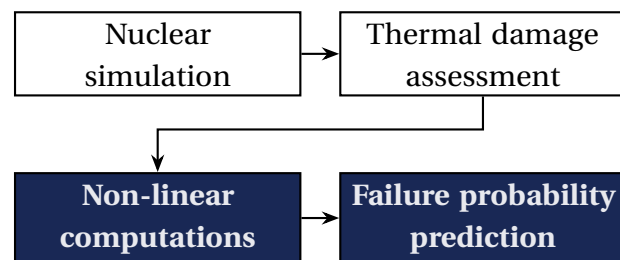 Nuclear
simulation
Thermal damage
assessment
Non-linear
computations
Failure probability
prediction